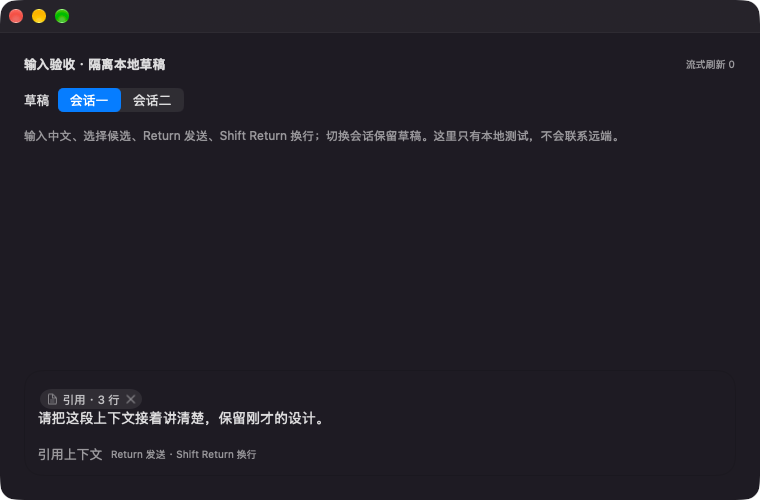 输入验收 · 隔离本地草稿
流式刷新 0
草稿 会话一 会话二
输入中文、选择候选、Return 发送、Shift Return 换行；切换会话保留草稿。这里只有本地测试，不会联系远端。
引用 · 3 行
请把这段上下文接着讲清楚，保留刚才的设计。
引用上下文 Return 发送 · Shift Return 换行